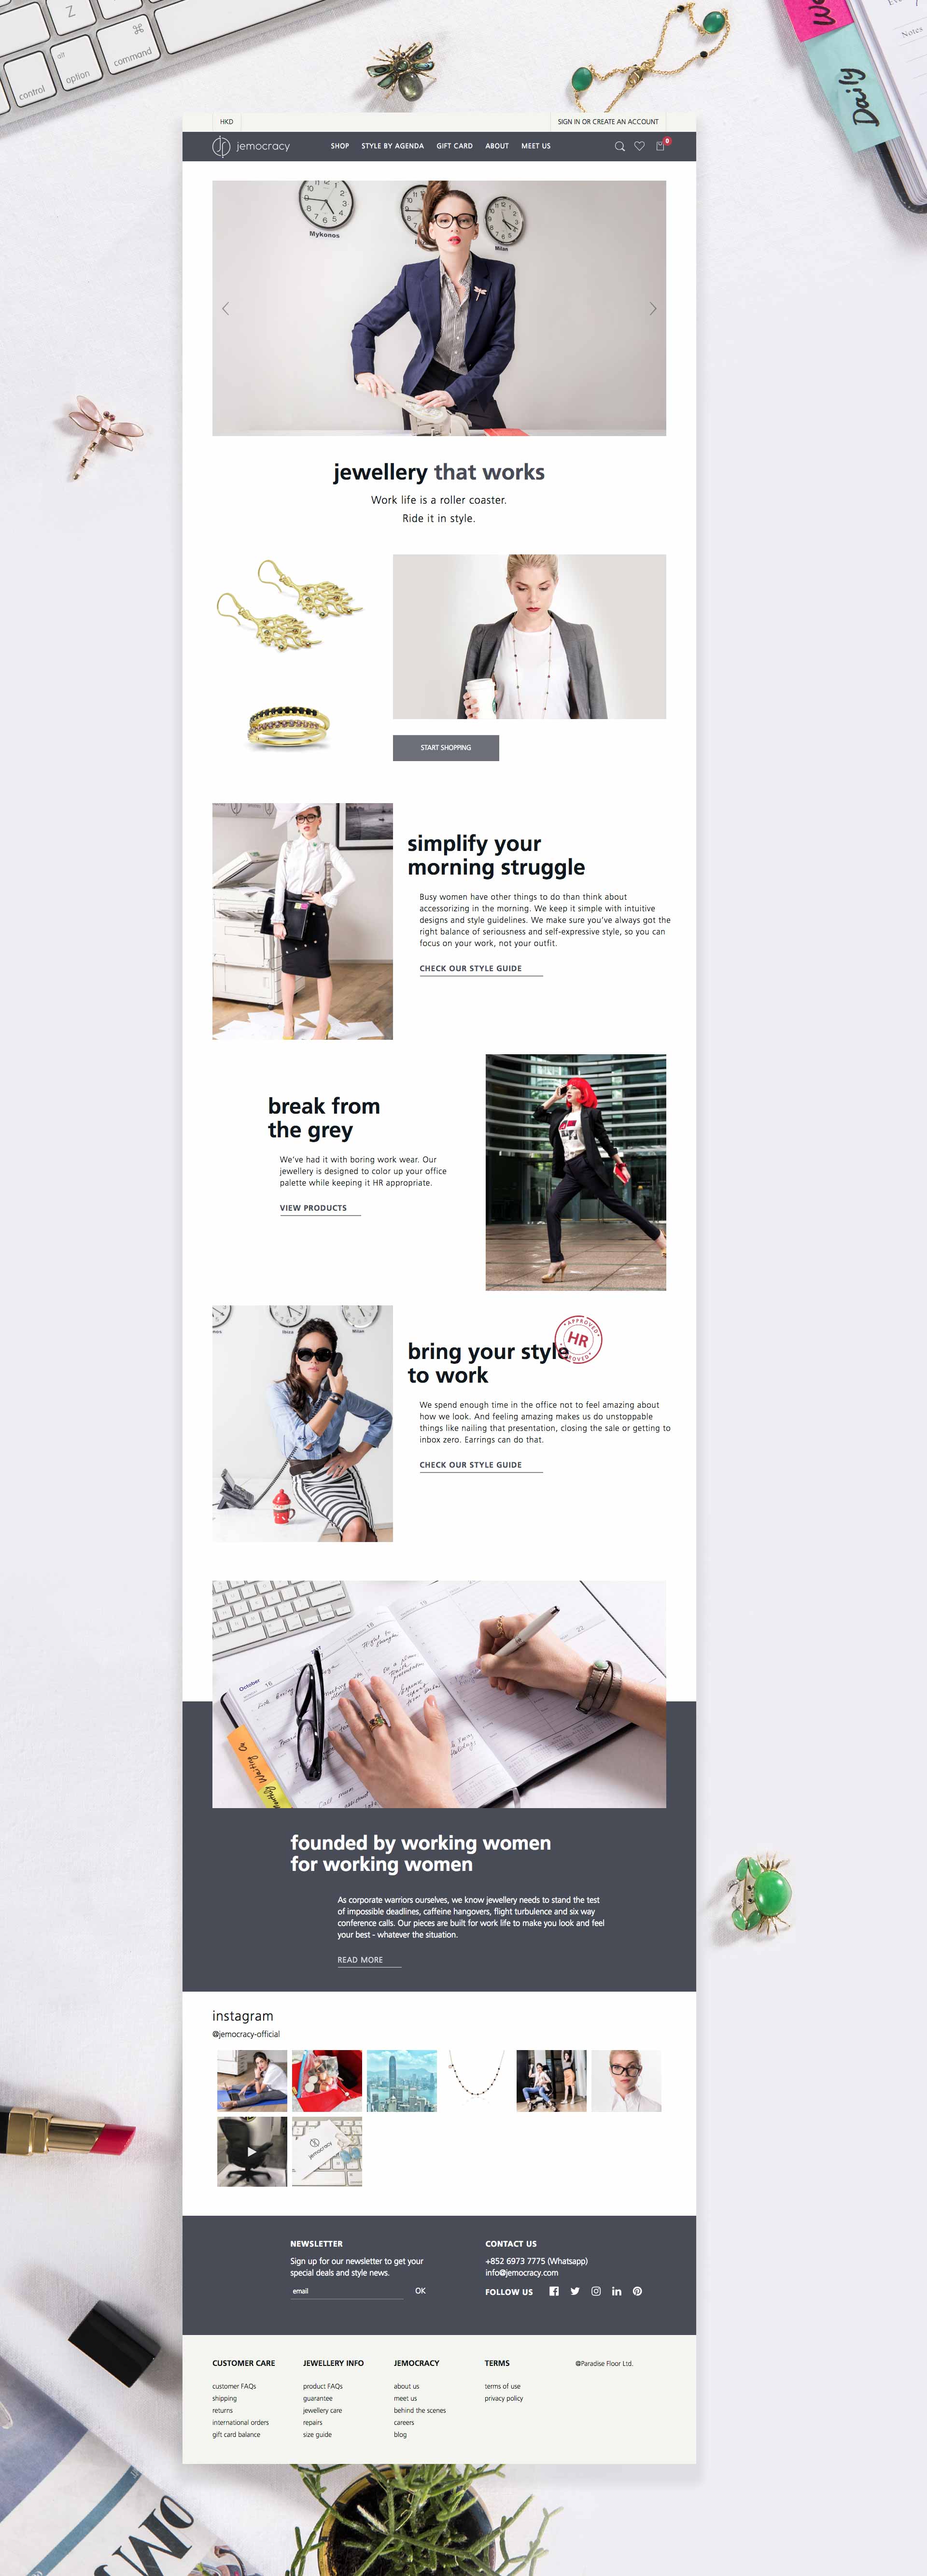 Z
⌘
alt
control
option
command
Daily
Notes
HKD
SIGN IN OR CREATE AN ACCOUNT
jemocracy
SHOP
STYLE BY AGENDA
GIFT CARD
ABOUT
MEET US
0
Mykonos
Milan
jewellery that works
Work life is a roller coaster.
Ride it in style.
START SHOPPING
simplify your
morning struggle
Busy women have other things to do than think about
accessorizing in the morning. We keep it simple with intuitive
designs and style guidelines. We make sure you've always got the
right balance of seriousness and self-expressive style, so you can
focus on your work, not your outfit.
CHECK OUR STYLE GUIDE
break from
the grey
We've had it with boring work wear. Our
jewellery is designed to color up your office
palette while keeping it HR appropriate.
VIEW PRODUCTS
Ibiza
Milan
APPROVED
HR
bring your style
to work
We spend enough time in the office not to feel amazing about
how we look. And feeling amazing makes us do unstoppable
things like nailing that presentation, closing the sale or getting to
inbox zero. Earrings can do that.
CHECK OUR STYLE GUIDE
October
Waiting
On
founded by working women
for working women
As corporate warriors ourselves, we know jewellery needs to stand the test
of impossible deadlines, caffeine hangovers, flight turbulence and six way
conference calls. Our pieces are built for work life to make you look and feel
your best - whatever the situation.
READ MORE
instagram
@jemocracy-official
jemocracy
NEWSLETTER
Sign up for our newsletter to get your
special deals and style news.
email
OK
CONTACT US
+852 6973 7775 (Whatsapp)
info@jemocracy.com
FOLLOW US
CUSTOMER CARE
customer FAQs
shipping
returns
international orders
gift card balance
JEWELLERY INFO
product FAQs
guarantee
jewellery care
repairs
size guide
JEMOCRACY
about us
meet us
behind the scenes
careers
blog
TERMS
terms of use
privacy policy
@Paradise Floor Ltd.